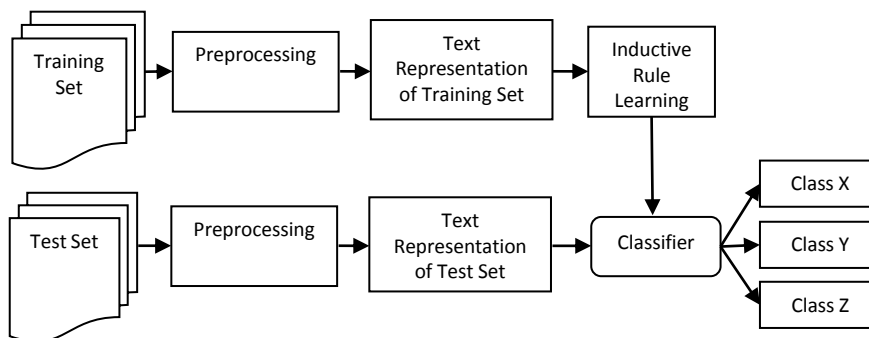 Training
Set
Preprocessing
Text
Representation
of Training Set
Inductive
Rule
Learning
Test Set
Preprocessing
Text
Representation
of Test Set
Classifier
Class X
Class Y
Class Z